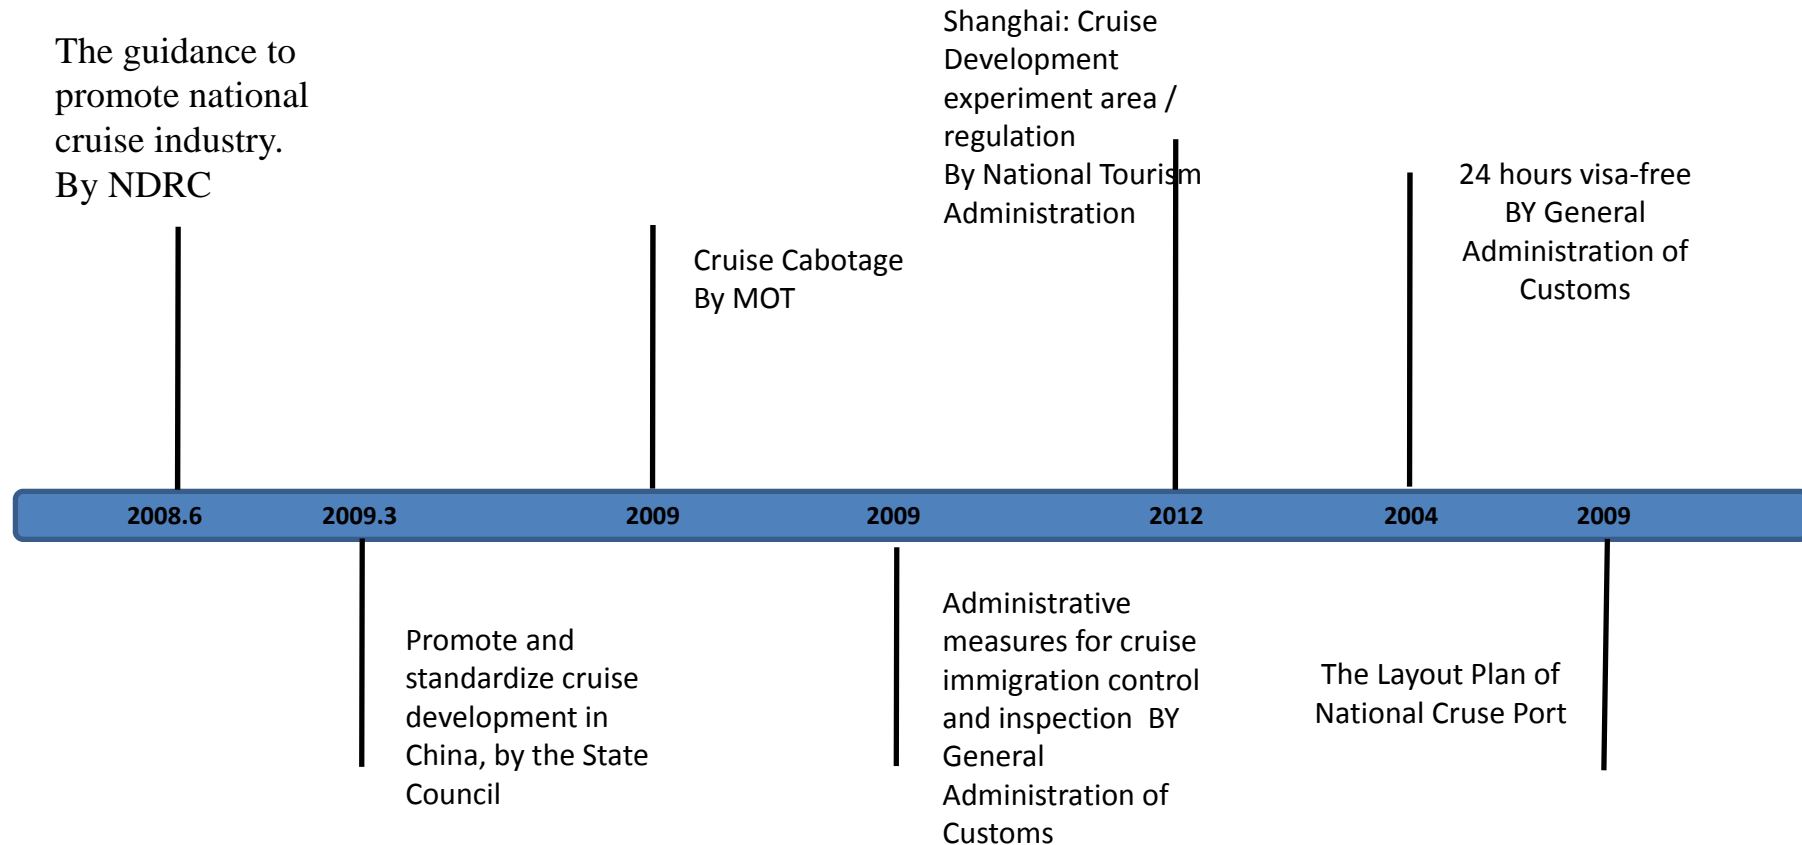 The guidance to
promote national
cruise industry.
By NDRC
Cruise Cabotage
By MOT
Shanghai: Cruise
Development
experiment area /
regulation
By National Tourism
Administration
24 hours visa-free
BY General
Administration of
Customs
2008.6 2009.3 2009 2009 2012 2004 2009
Promote and
standardize cruise
development in
China, by the State
Council
Administrative
measures for cruise
immigration control
and inspection BY
General
Administration of
Customs
The Layout Plan of
National Cruse Port